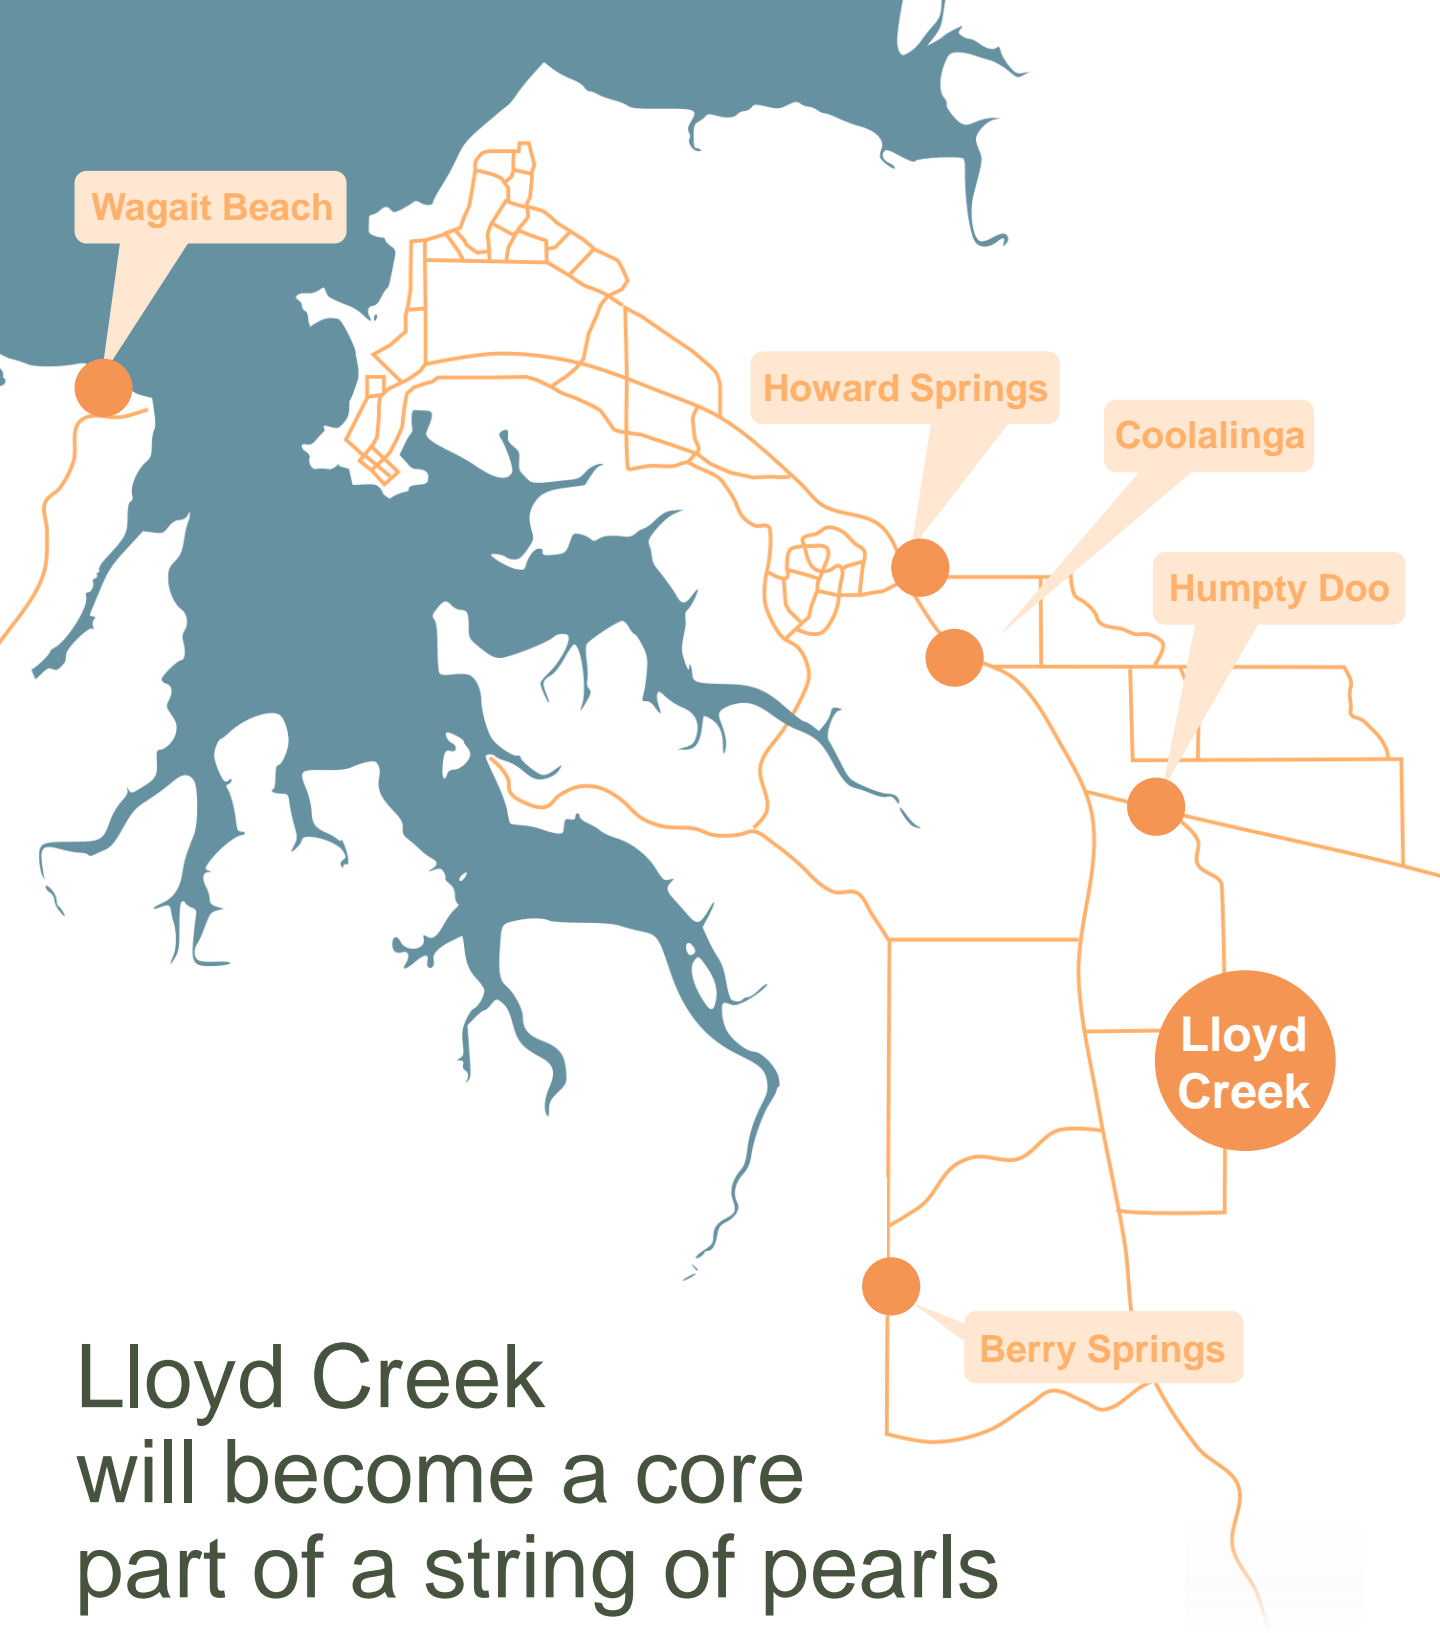 Wagait Beach
Howard Springs
Coolalinga
Humpty Doo
Lloyd
Creek
Berry Springs
Lloyd Creek
will become a core
part of a string of pearls